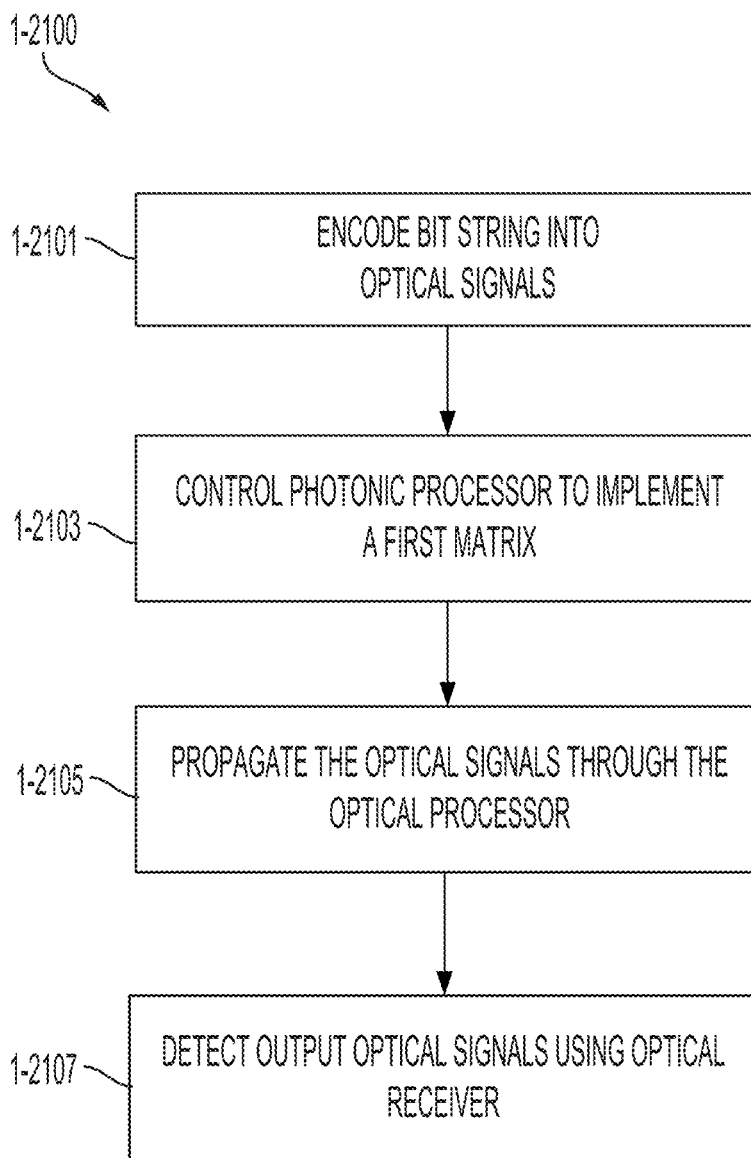 1-2100
1-2101
ENCODE BIT STRING INTO
OPTICAL SIGNALS
1-2103
CONTROL PHOTONIC PROCESSOR TO IMPLEMENT
A FIRST MATRIX
1-2105
PROPAGATE THE OPTICAL SIGNALS THROUGH THE
OPTICAL PROCESSOR
1-2107
DETECT OUTPUT OPTICAL SIGNALS USING OPTICAL
RECEIVER